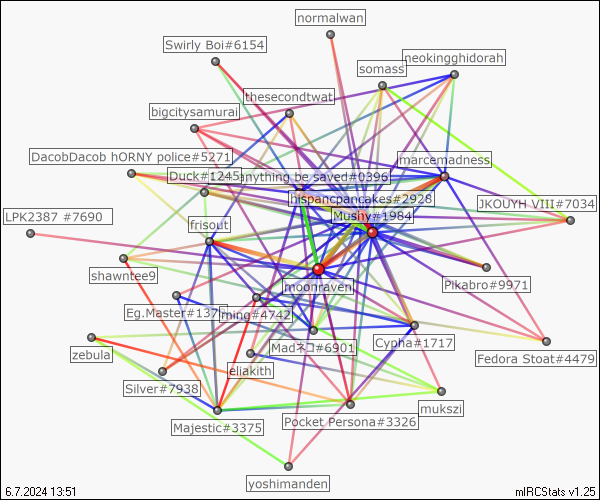 normalwan
Swirly Boi#6154
neokingghidorah
somass
thesecondtwat
bigcitysamurai
DacobDacob hORNY police#5271
marcemadness
Duck#1245
anything be saved#0396
hispancpancakes#2928
JKOUYH VIII#7034
LPK2387 #7690
Mushy#1984
frisout
shawntee9
moonraven
Pikabro#9971
Eg.Master#137
ming#4742
Madネコ#6901
Cypha#1717
zebula
Fedora Stoat#4479
eliakith
Silver#7938
mukszi
Majestic#3375
Pocket Persona#3326
yoshimanden
6.7.2024 13:51
mIRCStats v1.25